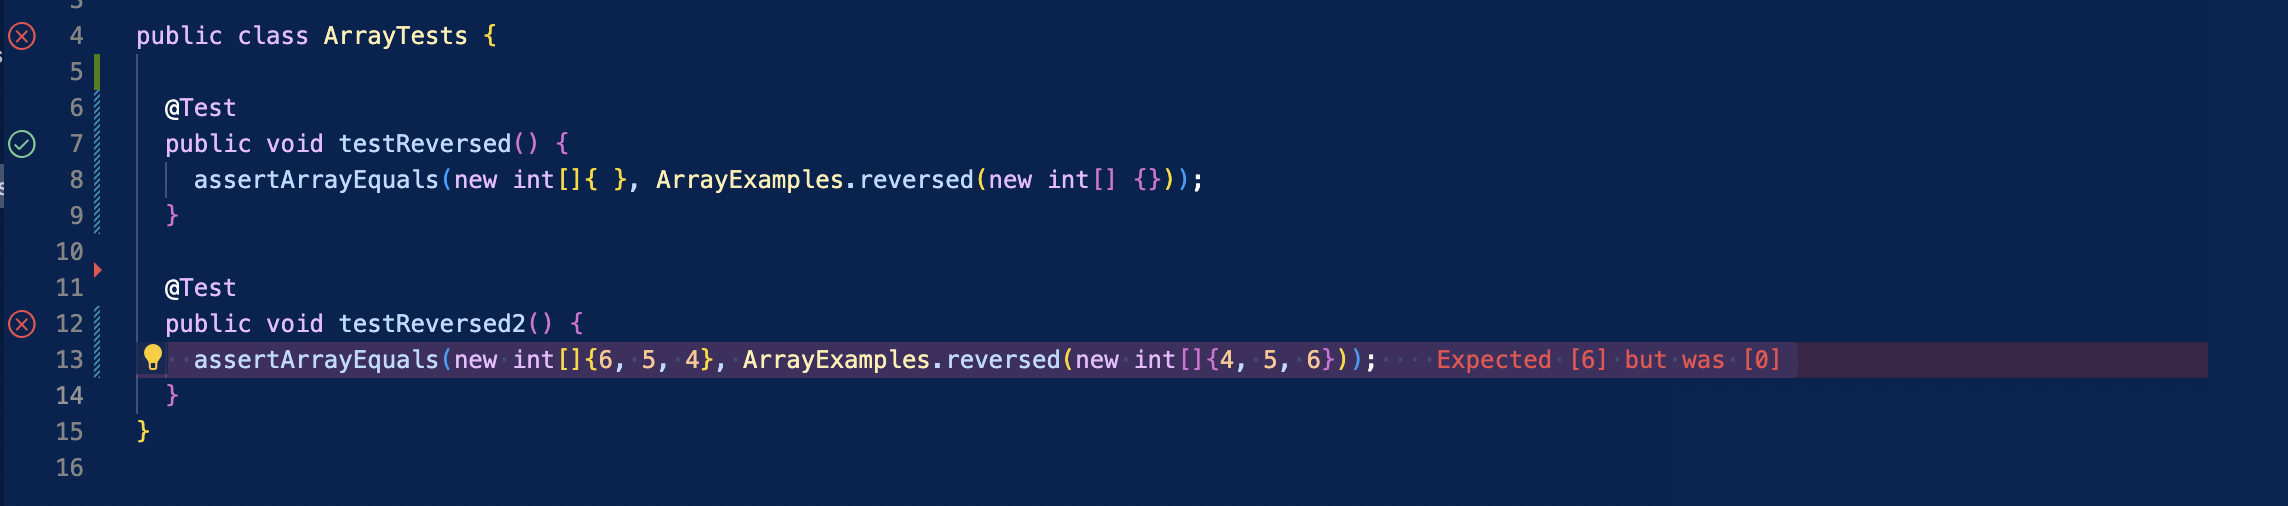 3
4 public class ArrayTests {
5
6 @Test
7 public void testReversed() {
8 assertArrayEquals(new int[]{ }, ArrayExamples.reversed(new int[] {}));
9 }
10
11 @Test
12 public void testReversed2() {
13 assertArrayEquals(new int[]{6, 5, 4}, ArrayExamples.reversed(new int[]{4, 5, 6})); Expected [6] but was [0]
14 }
15 }
16